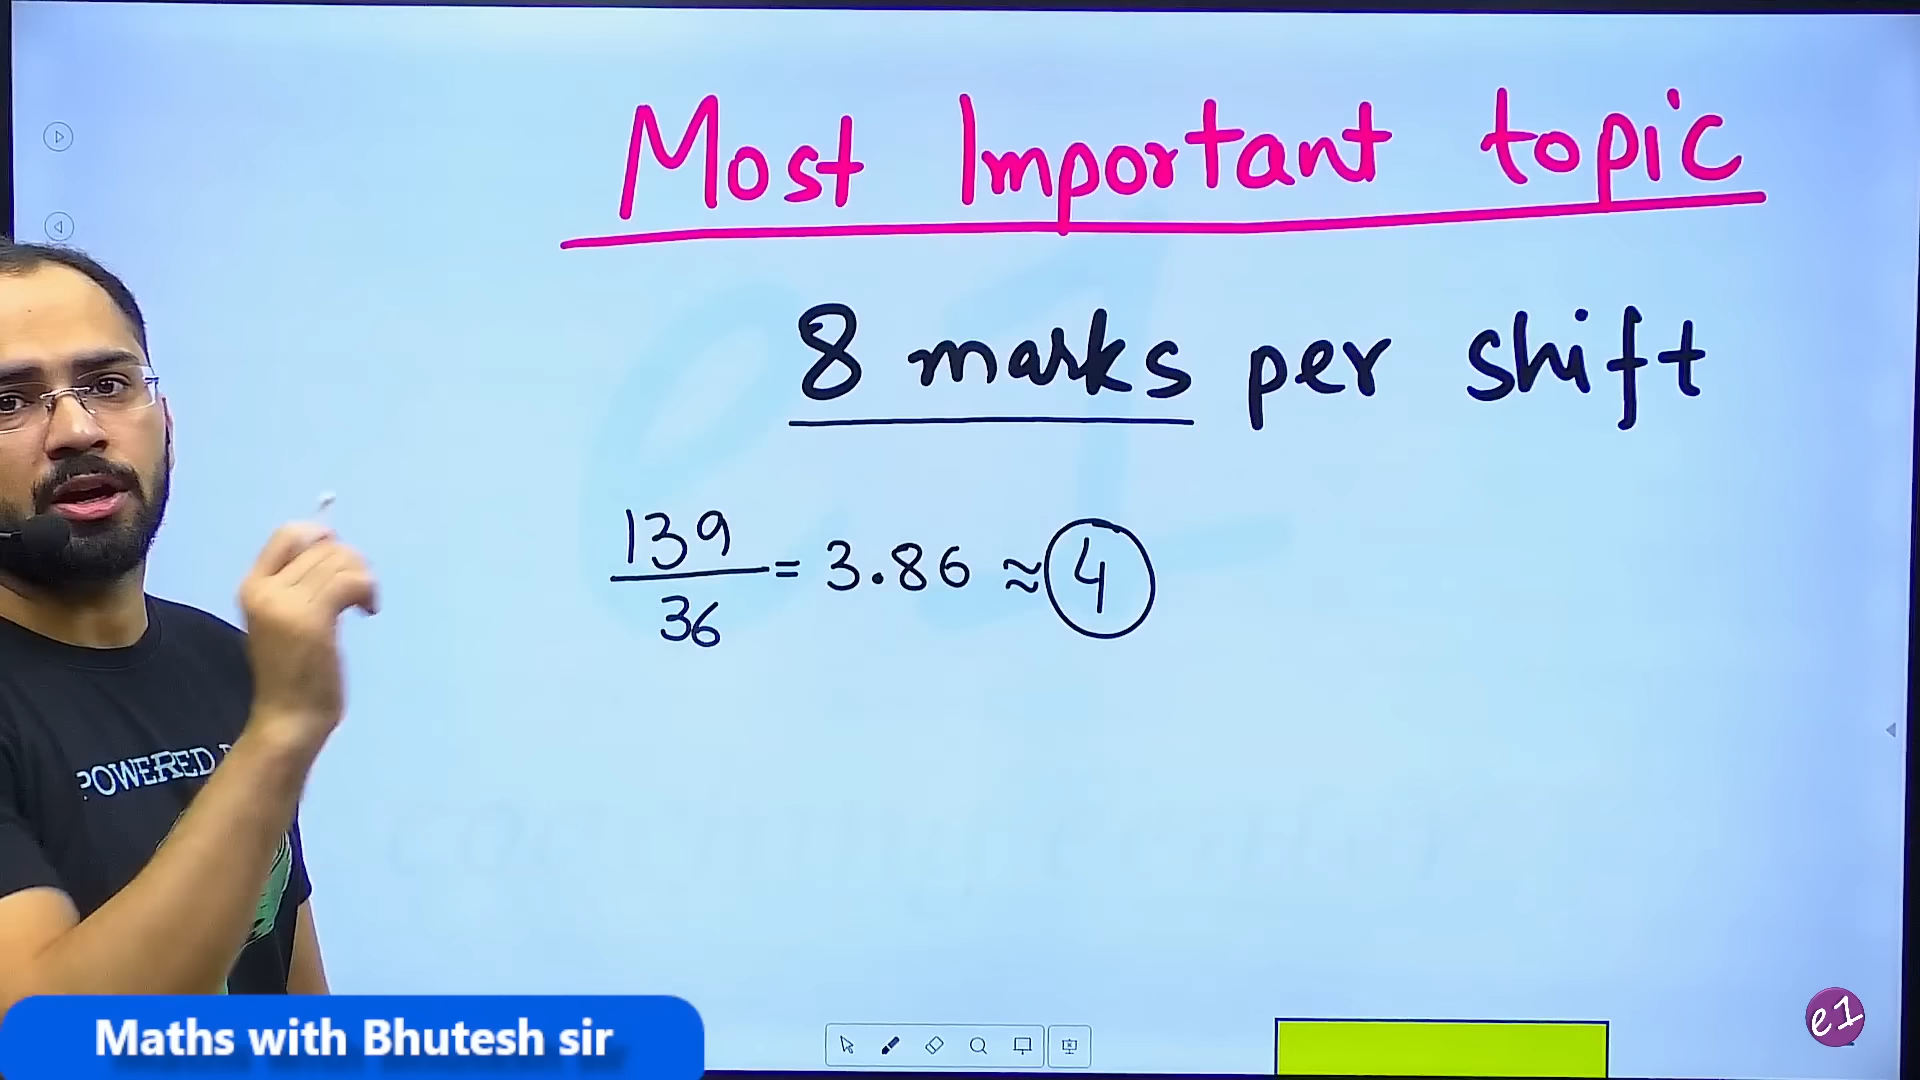 Most Important topic
8 marks per shift
139
36
= 3.86 ≈ 4
POWERED
Maths with Bhutesh sir
e1